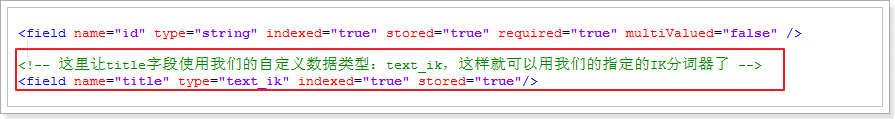 <field name="id" type="string" indexed="true" stored="true" required="true" multiValued="false" />
<!-- 这里让title字段使用我们的自定义数据类型：text_ik，这样就可以用我们的指定的IK分词器了 -->
<field name="title" type="text_ik" indexed="true" stored="true"/>